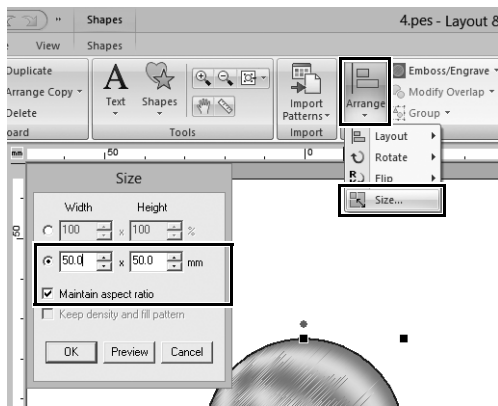 Shapes
4.pes - Layout &
View Shapes
Duplicate
Arrange Copy
Delete
oard
Text
Shapes
Tools
Import
Patterns
Import
Arrange
Emboss/Engrave
Modify Overlap
Group
Layout
Rotate
Flip
Size...
mm
50
0
50
Size
Width Height
100 x 100 %
50.0 x 50.0 mm
Maintain aspect ratio
Keep density and fill pattern
OK Preview Cancel